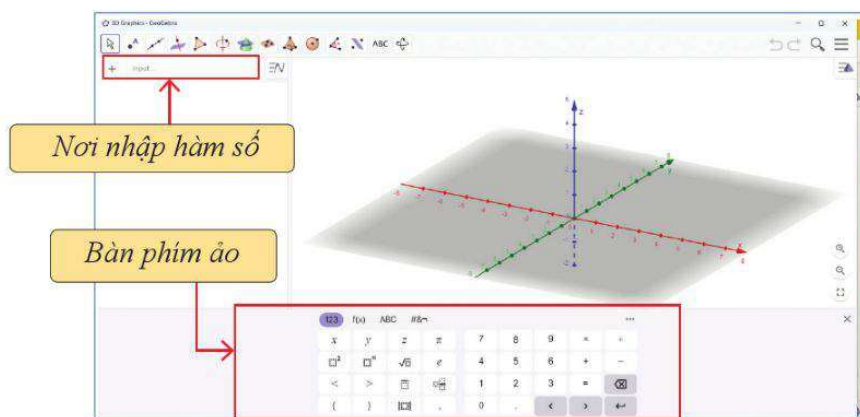 3D Graphics - GeoGebra
ABC
Input...
Nơi nhập hàm số
Bàn phím ảo
z
y
x
123 f(x) ABC #&¬
x y z π 7 8 9 × ÷
e 4 5 6 + −
< > 1 2 3 =
( ) , 0 .